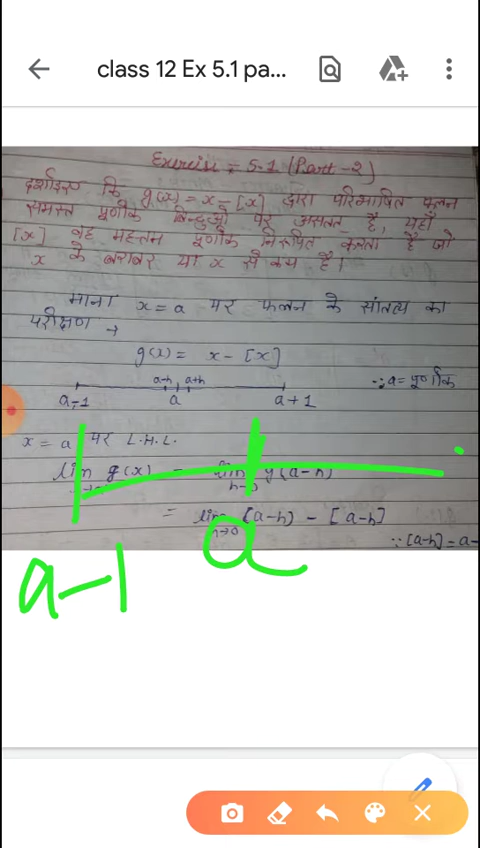 class 12 Ex 5.1 pa...
Exercise = 5.1 (Part-2)
दर्शाइए कि g(x) = x - [x] द्वारा परिभाषित फलन
समस्त पूर्णांक बिन्दुओं पर असतत है, यहाँ
[x] वह महत्तम पूर्णांक निरूपित करता है जो
x के बराबर या x से कम है।
माना x = a पर फलन के सांतत्य का
परीक्षण →
g(x) = x - [x]
a-h a+h
a-1 a a+1 ∵ a = पूर्णांक
x = a पर L.H.L.
lim g(x) = lim g(a-h)
h→0
= lim [a-h) - [a-h]
h→0
∵ [a-h] = a-
a-1 a